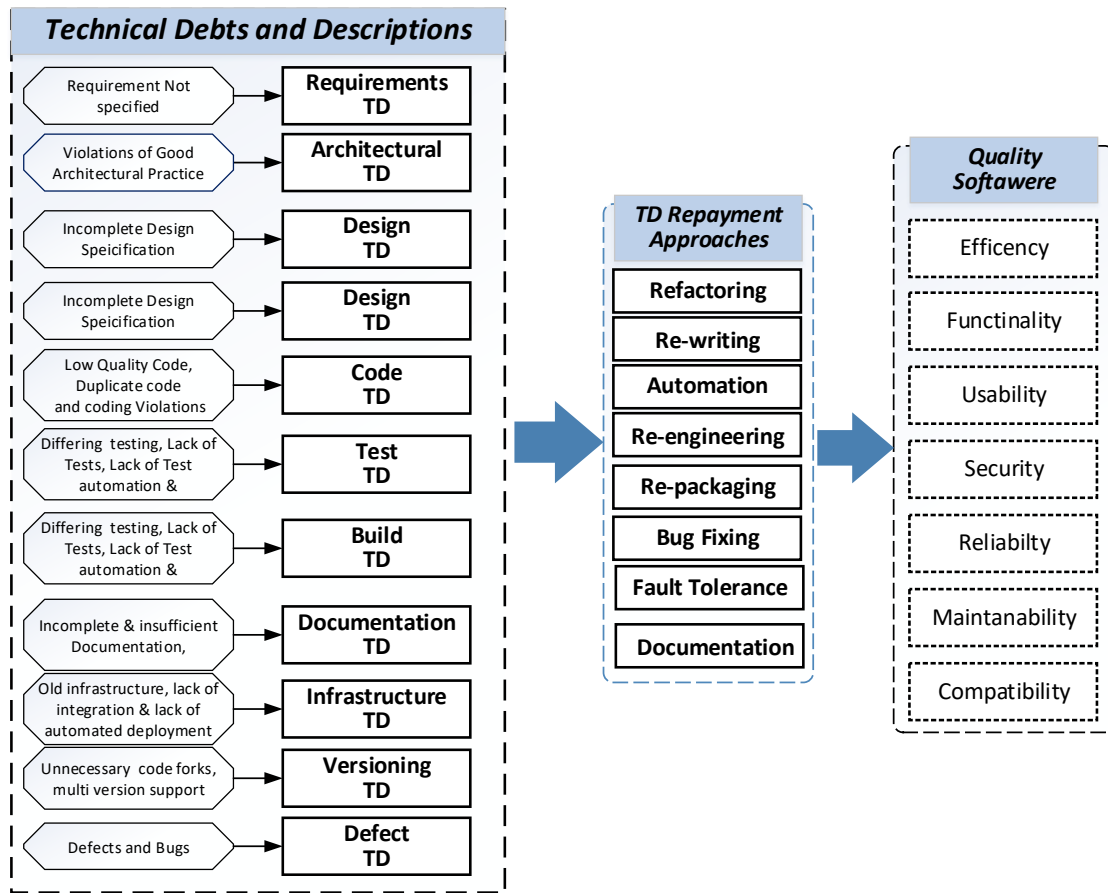 Technical Debts and Descriptions
Requirement Not
specified
Requirements
TD
Violations of Good
Architectural Practice
Architectural
TD
Incomplete Design
Speicification
Design
TD
Incomplete Design
Speicification
Design
TD
Low Quality Code,
Duplicate code
and coding Violations
Code
TD
Differing testing, Lack of
Tests, Lack of Test
automation &
Test
TD
Differing testing, Lack of
Tests, Lack of Test
automation &
Build
TD
Incomplete & insufficient
Documentation,
Documentation
TD
Old infrastructure, lack of
integration & lack of
automated deployment
Infrastructure
TD
Unnecessary code forks,
multi version support
Versioning
TD
Defects and Bugs
Defect
TD
TD Repayment
Approaches
Refactoring
Re-writing
Automation
Re-engineering
Re-packaging
Bug Fixing
Fault Tolerance
Documentation
Quality
Softawere
Efficency
Functinality
Usability
Security
Reliabilty
Maintanability
Compatibility